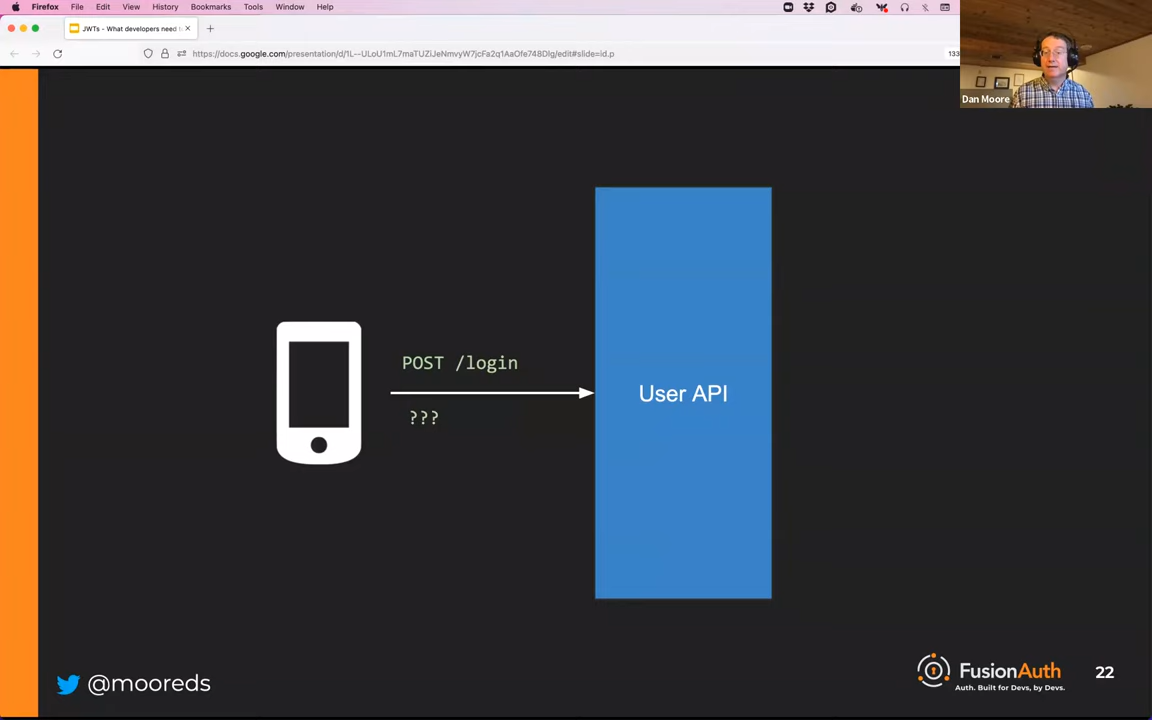 Firefox File Edit View History Bookmarks Tools Window Help
JWTs - What developers need
https://docs.google.com/presentation/d/1L--ULoU1mL7maTUZiJeNmvyW7jcFa2q1AaOfe748DIg/edit#slide=id.p
133
Dan Moore
POST /login
???
User API
@mooreds
FusionAuth
Auth. Built for Devs, by Devs.
22